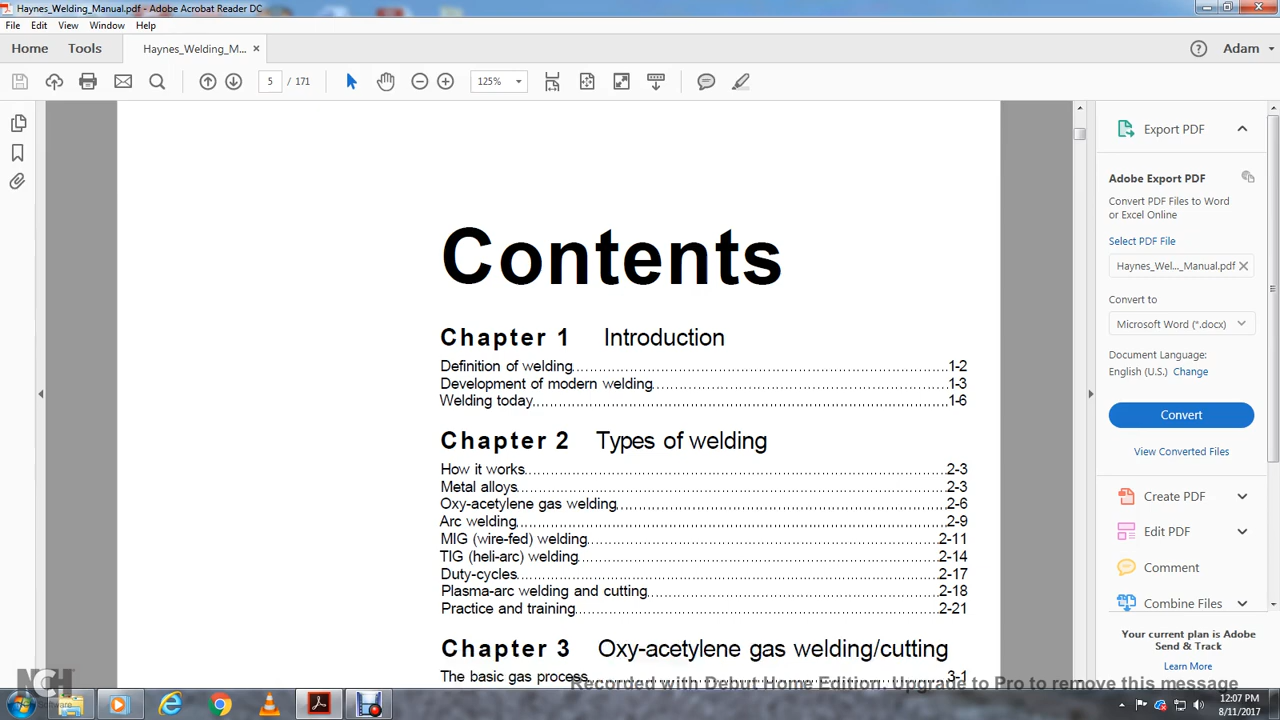 Haynes_Welding_Manual.pdf - Adobe Acrobat Reader DC
File Edit View Window Help
Home Tools Haynes_Welding_M... × Adam
5 / 171 125%
Contents
Chapter 1 Introduction
Definition of welding 1-2
Development of modern welding 1-3
Welding today 1-6
Chapter 2 Types of welding
How it works 2-3
Metal alloys 2-3
Oxy-acetylene gas welding 2-6
Arc welding 2-9
MIG (wire-fed) welding 2-11
TIG (heli-arc) welding 2-14
Duty-cycles 2-17
Plasma-arc welding and cutting 2-18
Practice and training 2-21
Chapter 3 Oxy-acetylene gas welding/cutting
The basic gas process 3-1
Export PDF
Adobe Export PDF
Convert PDF Files to Word
or Excel Online
Select PDF File
Haynes_Wel..._Manual.pdf
Convert to
Microsoft Word (*.docx)
Document Language:
English (U.S.) Change
Convert
View Converted Files
Create PDF
Edit PDF
Comment
Combine Files
Your current plan is Adobe
Send & Track
Learn More
NCH
Software
Recorded with Debut Home Edition. Upgrade to Pro to remove this message
12:07 PM
8/11/2017